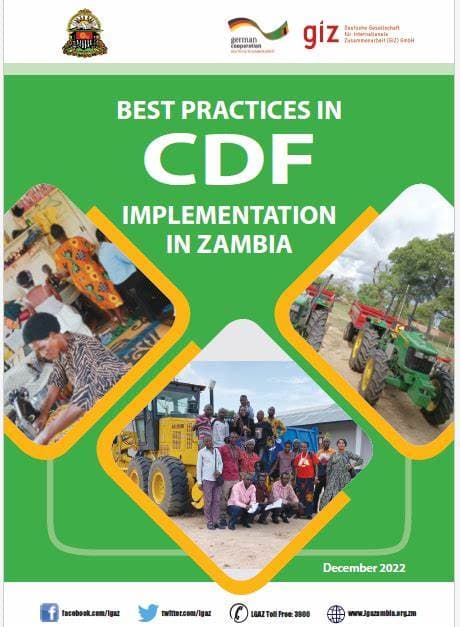 german
cooperation
giz
Deutsche Gesellschaft
für Internationale
Zusammenarbeit (GIZ) GmbH
BEST PRACTICES IN
CDF
IMPLEMENTATION
IN ZAMBIA
December 2022
facebook.com/lgaz
twitter.com/lgaz
LGAZ Toll Free: 3900
www.lgazambia.org.zm